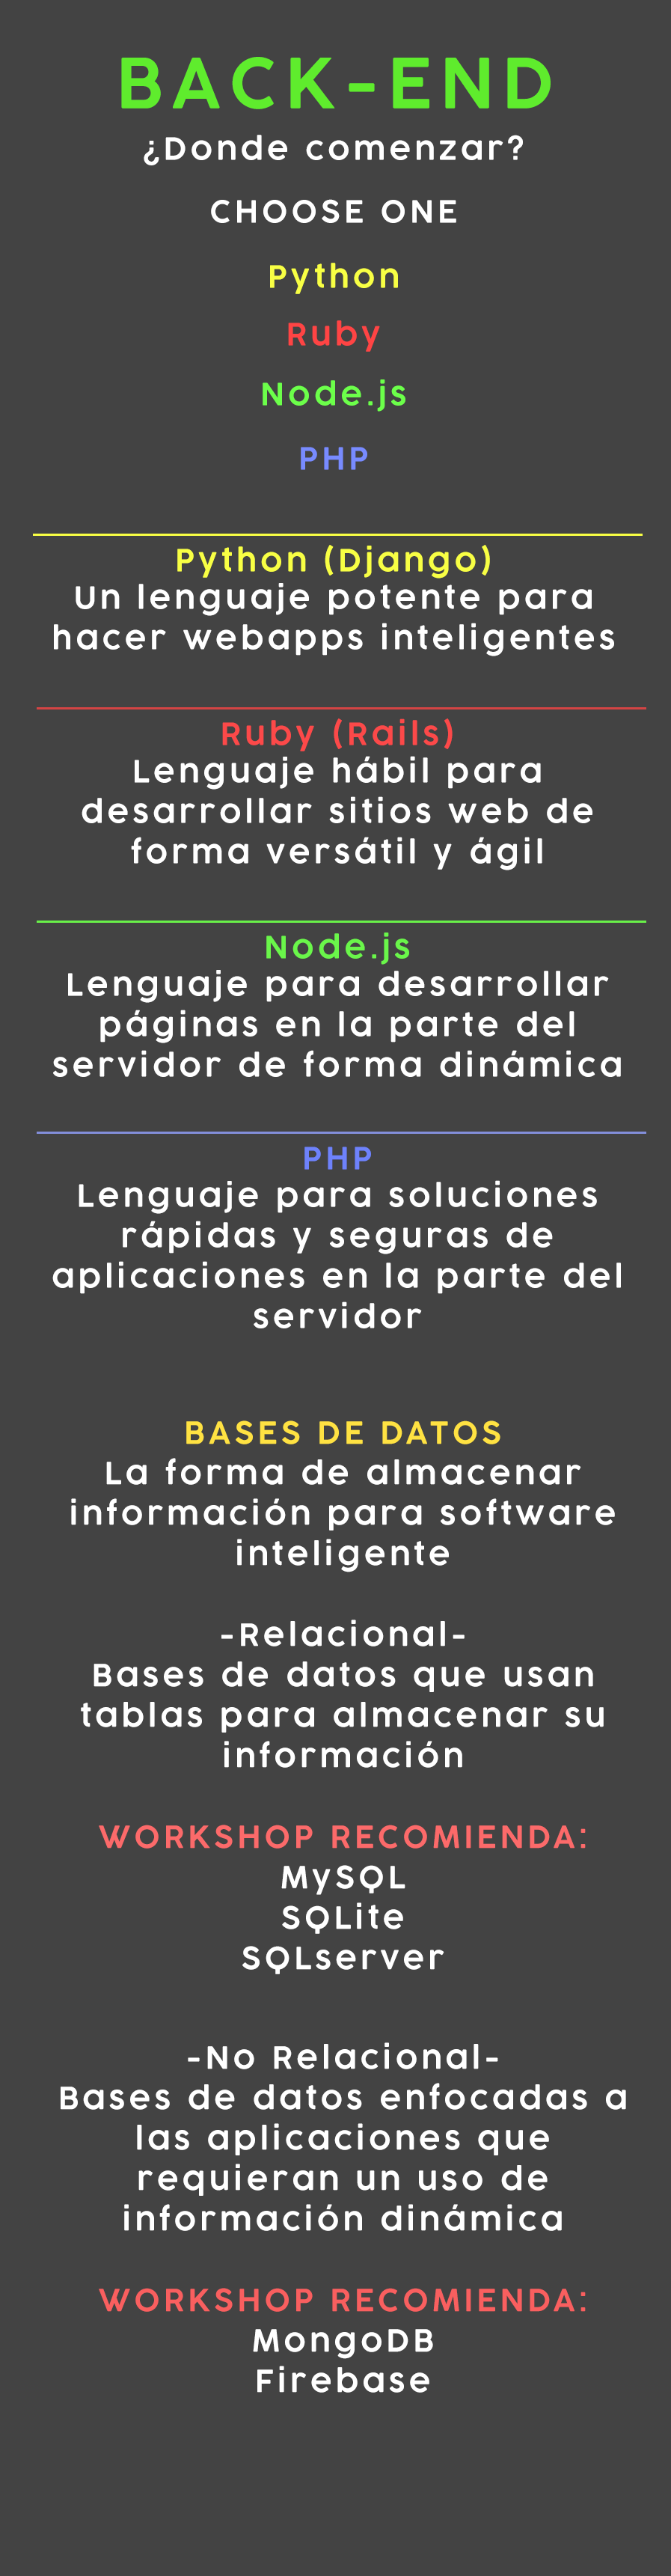 BACK-END
¿Donde comenzar?
CHOOSE ONE
Python
Ruby
Node.js
PHP
Python (Django)
Un lenguaje potente para
hacer webapps inteligentes
Ruby (Rails)
Lenguaje hábil para
desarrollar sitios web de
forma versátil y ágil
Node.js
Lenguaje para desarrollar
páginas en la parte del
servidor de forma dinámica
PHP
Lenguaje para soluciones
rápidas y seguras de
aplicaciones en la parte del
servidor
BASES DE DATOS
La forma de almacenar
información para software
inteligente
-Relacional-
Bases de datos que usan
tablas para almacenar su
información
WORKSHOP RECOMIENDA:
MySQL
SQLite
SQLserver
-No Relacional-
Bases de datos enfocadas a
las aplicaciones que
requieran un uso de
información dinámica
WORKSHOP RECOMIENDA:
MongoDB
Firebase